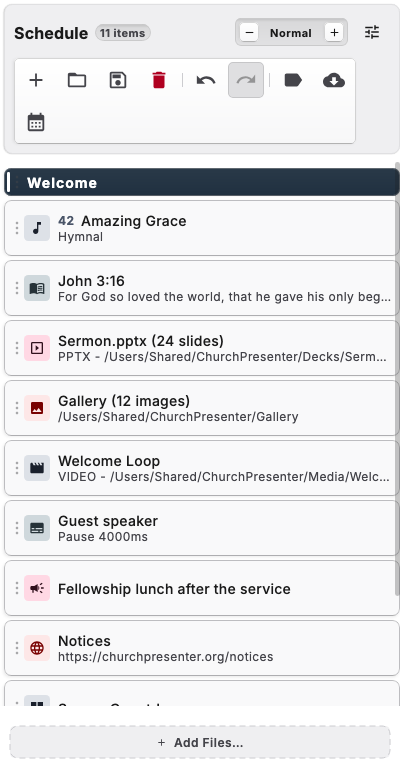 Schedule 11 items
Normal
Welcome
42 Amazing Grace
Hymnal
John 3:16
For God so loved the world, that he gave his only beg...
Sermon.pptx (24 slides)
PPTX - /Users/Shared/ChurchPresenter/Decks/Serm...
Gallery (12 images)
/Users/Shared/ChurchPresenter/Gallery
Welcome Loop
VIDEO - /Users/Shared/ChurchPresenter/Media/Welc...
Guest speaker
Pause 4000ms
Fellowship lunch after the service
Notices
https://churchpresenter.org/notices
+ Add Files...